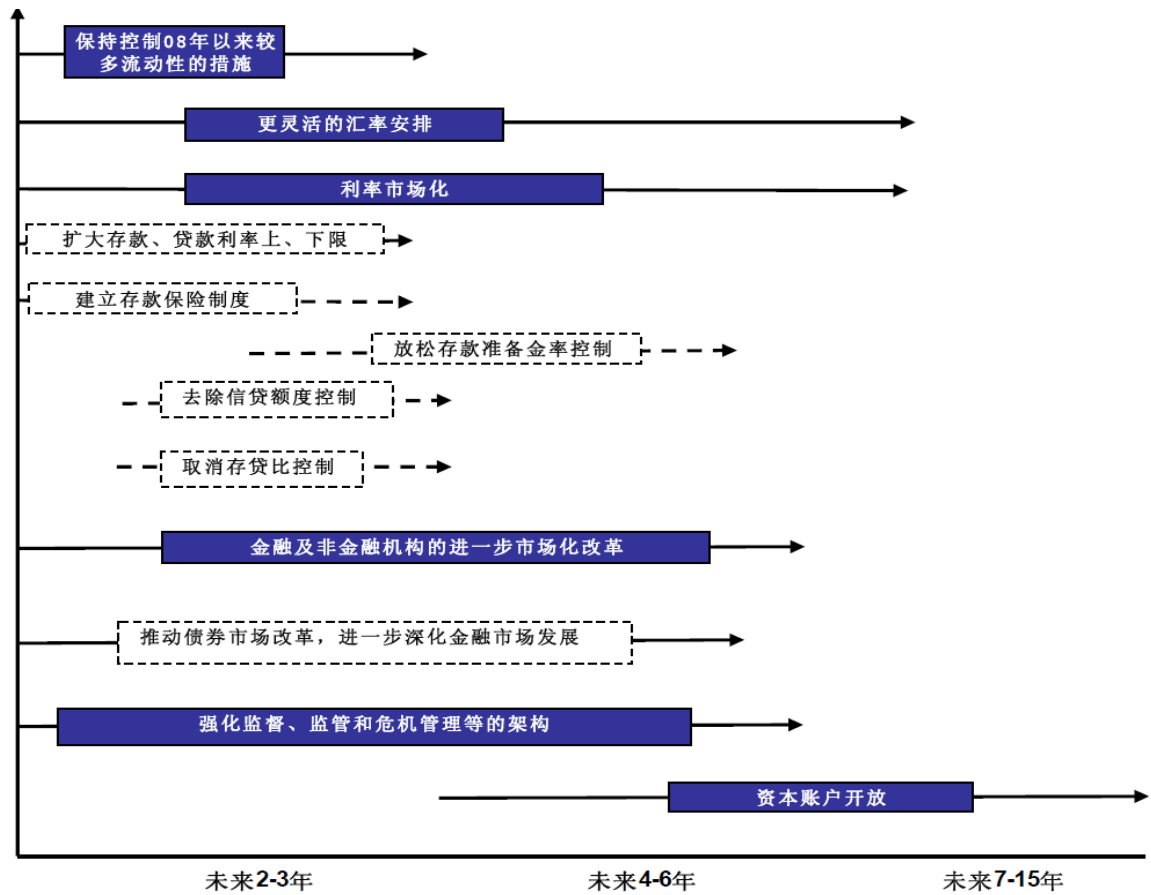 保持控制08年以来较
多流动性的措施
更灵活的汇率安排
利率市场化
扩大存款、贷款利率上、下限
建立存款保险制度
放松存款准备金率控制
去除信贷额度控制
取消存贷比控制
金融及非金融机构的进一步市场化改革
推动债券市场改革，进一步深化金融市场发展
强化监督、监管和危机管理等的架构
资本账户开放
未来2-3年
未来4-6年
未来7-15年